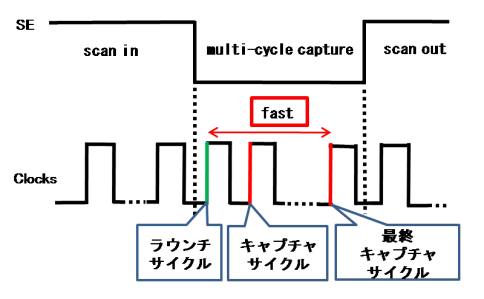 SE
scan in
multi-cycle capture
scan out
fast
Clocks
ラウンチ
サイクル
キャプチャ
サイクル
最終
キャプチャ
サイクル